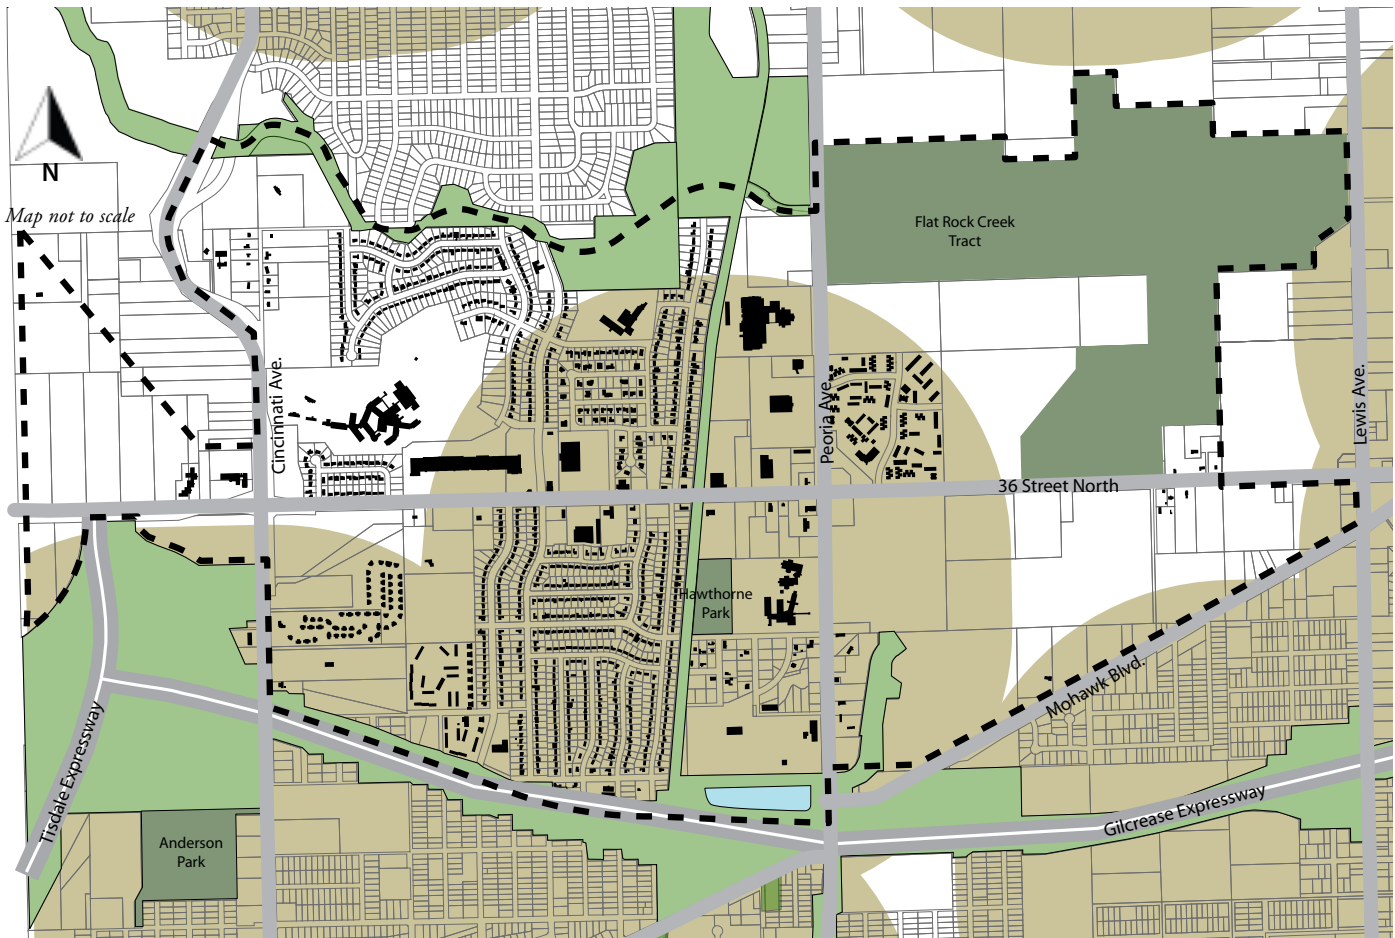 N
Map not to scale
Flat Rock Creek
Tract
Cincinnati Ave.
Peoria Ave.
Lewis Ave.
36 Street North
Hawthorne
Park
Mohawk Blvd.
Tisdale Expressway
Gilcrease Expressway
Anderson
Park